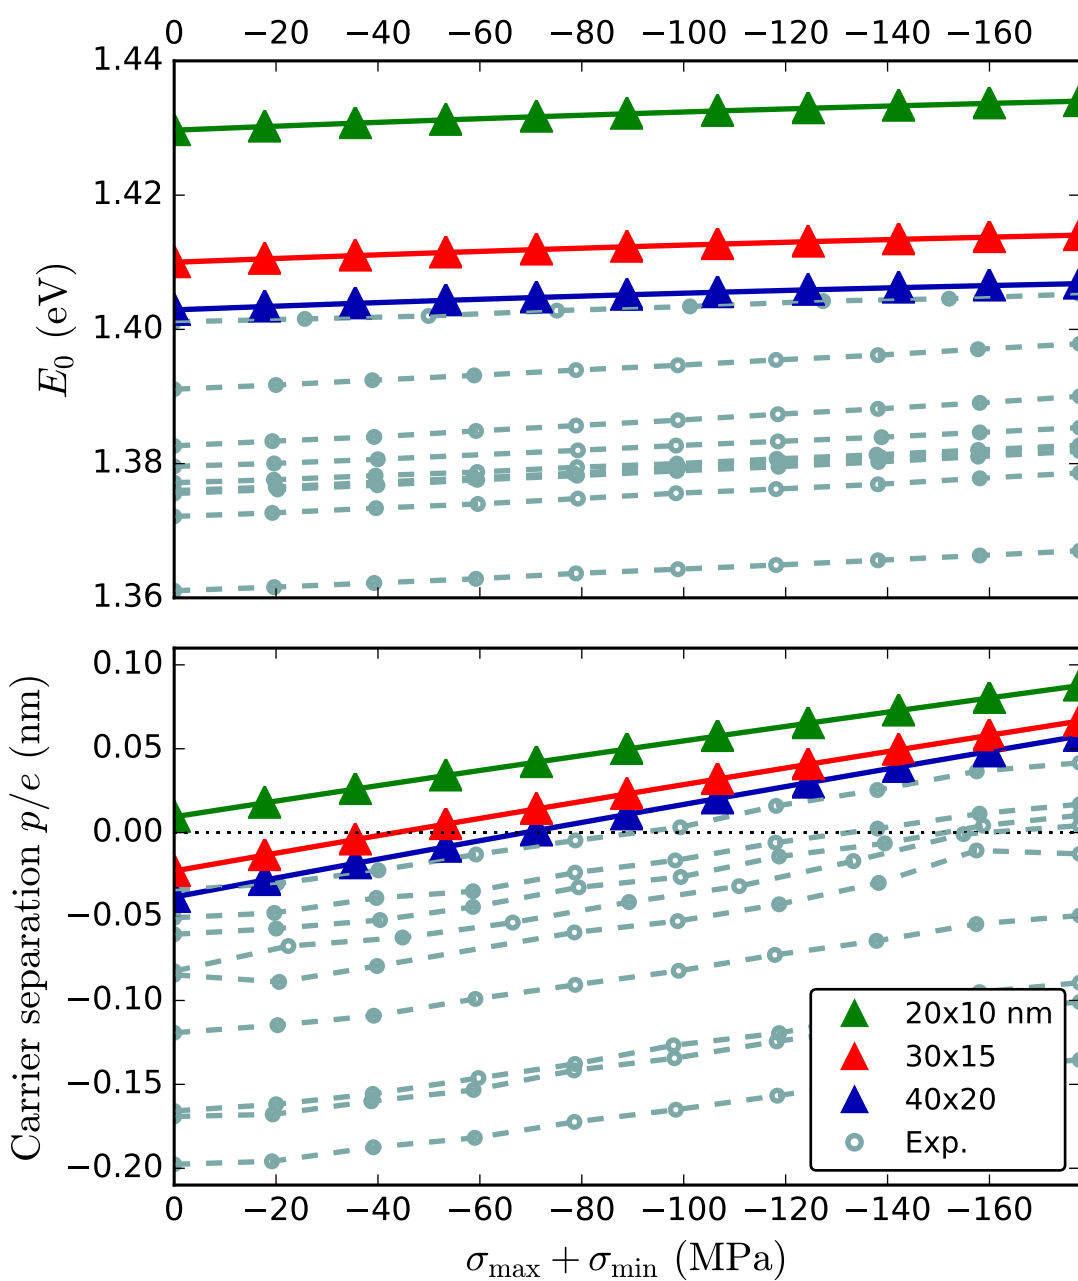 0 −20 −40 −60 −80 −100 −120 −140 −160
1.44
1.42
1.40
1.38
1.36
E0 (eV)
0.10
0.05
0.00
−0.05
−0.10
−0.15
−0.20
Carrier separation p/e (nm)
20x10 nm
30x15
40x20
Exp.
0 −20 −40 −60 −80 −100 −120 −140 −160
σmax + σmin (MPa)